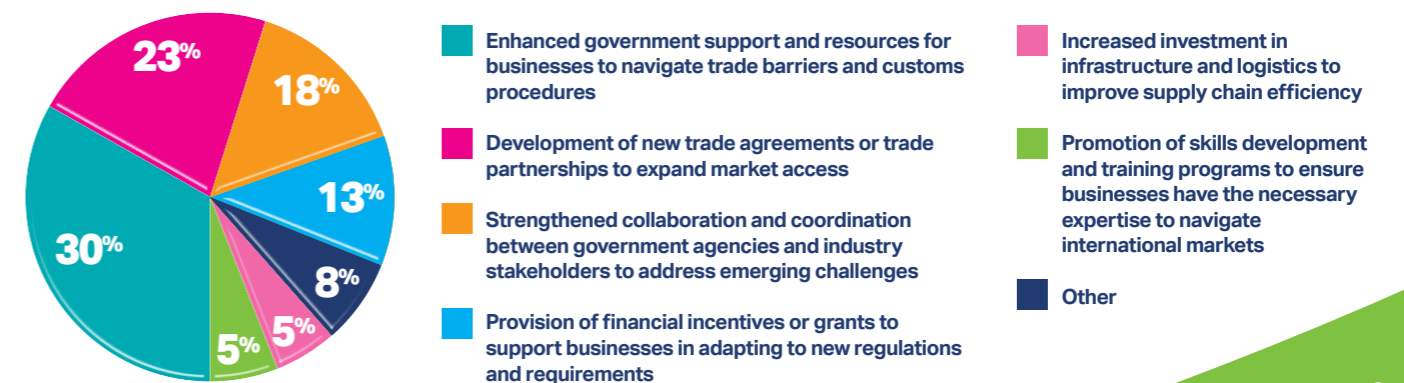 23%
18%
13%
30%
8%
5%
5%
Enhanced government support and resources for
businesses to navigate trade barriers and customs
procedures
Development of new trade agreements or trade
partnerships to expand market access
Strengthened collaboration and coordination
between government agencies and industry
stakeholders to address emerging challenges
Provision of financial incentives or grants to
support businesses in adapting to new regulations
and requirements
Increased investment in
infrastructure and logistics to
improve supply chain efficiency
Promotion of skills development
and training programs to ensure
businesses have the necessary
expertise to navigate
international markets
Other